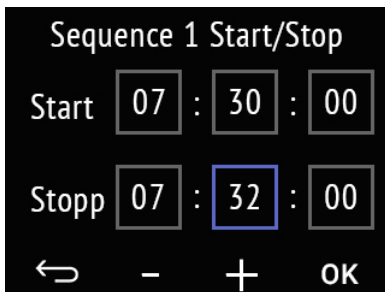 Sequence 1 Start/Stop
Start 07 : 30 : 00
Stopp 07 : 32 : 00
- + OK